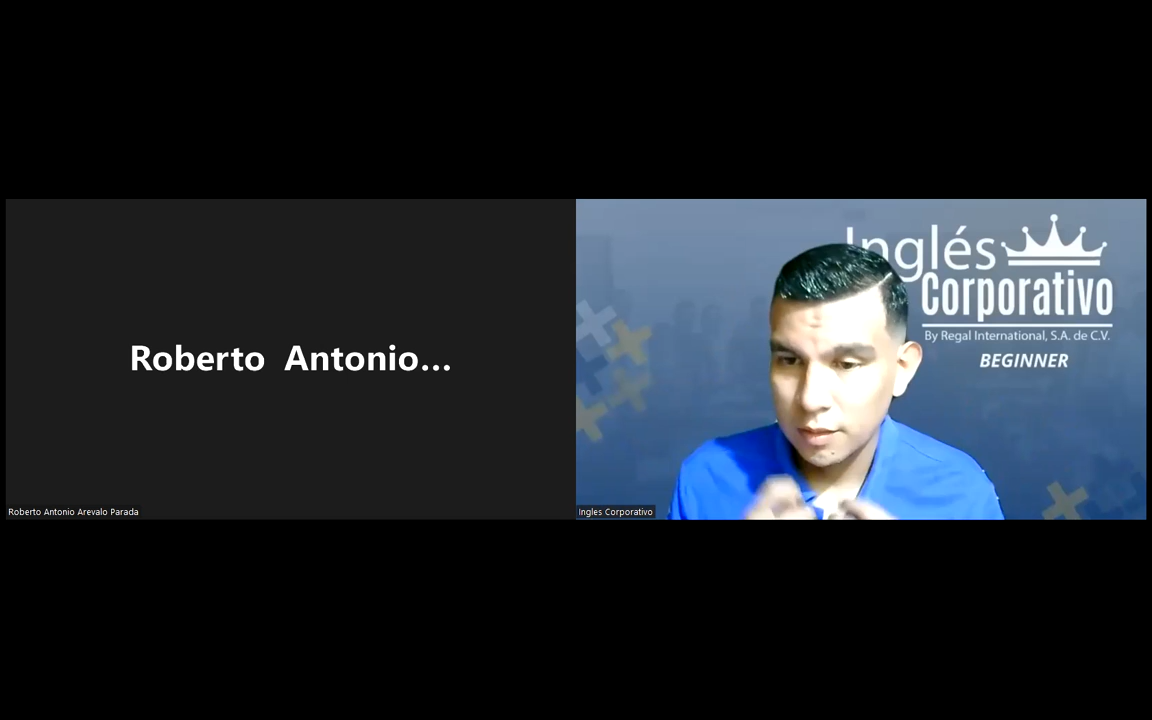 Roberto Antonio...
Roberto Antonio Arevalo Parada
Inglés
Corporativo
By Regal International, S.A. de C.V.
BEGINNER
Ingles Corporativo